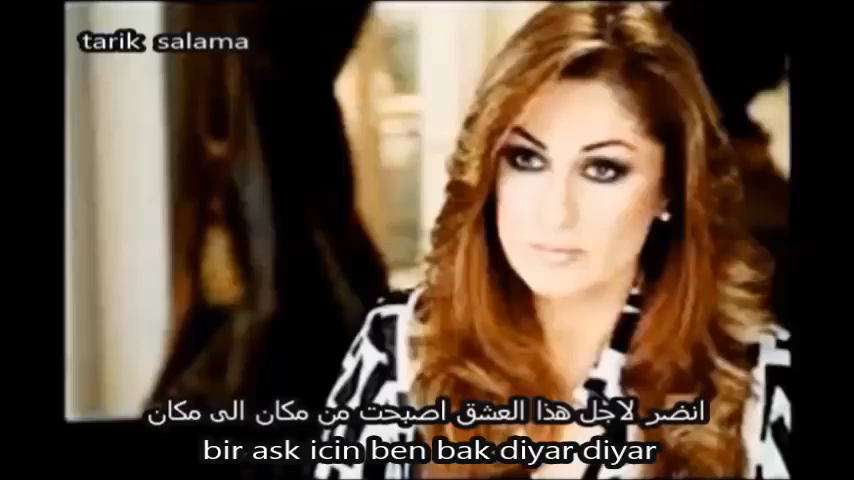 tarik salama
انضر لاجل هذا العشق اصبحت من مكان الى مكان
bir ask icin ben bak diyar diyar